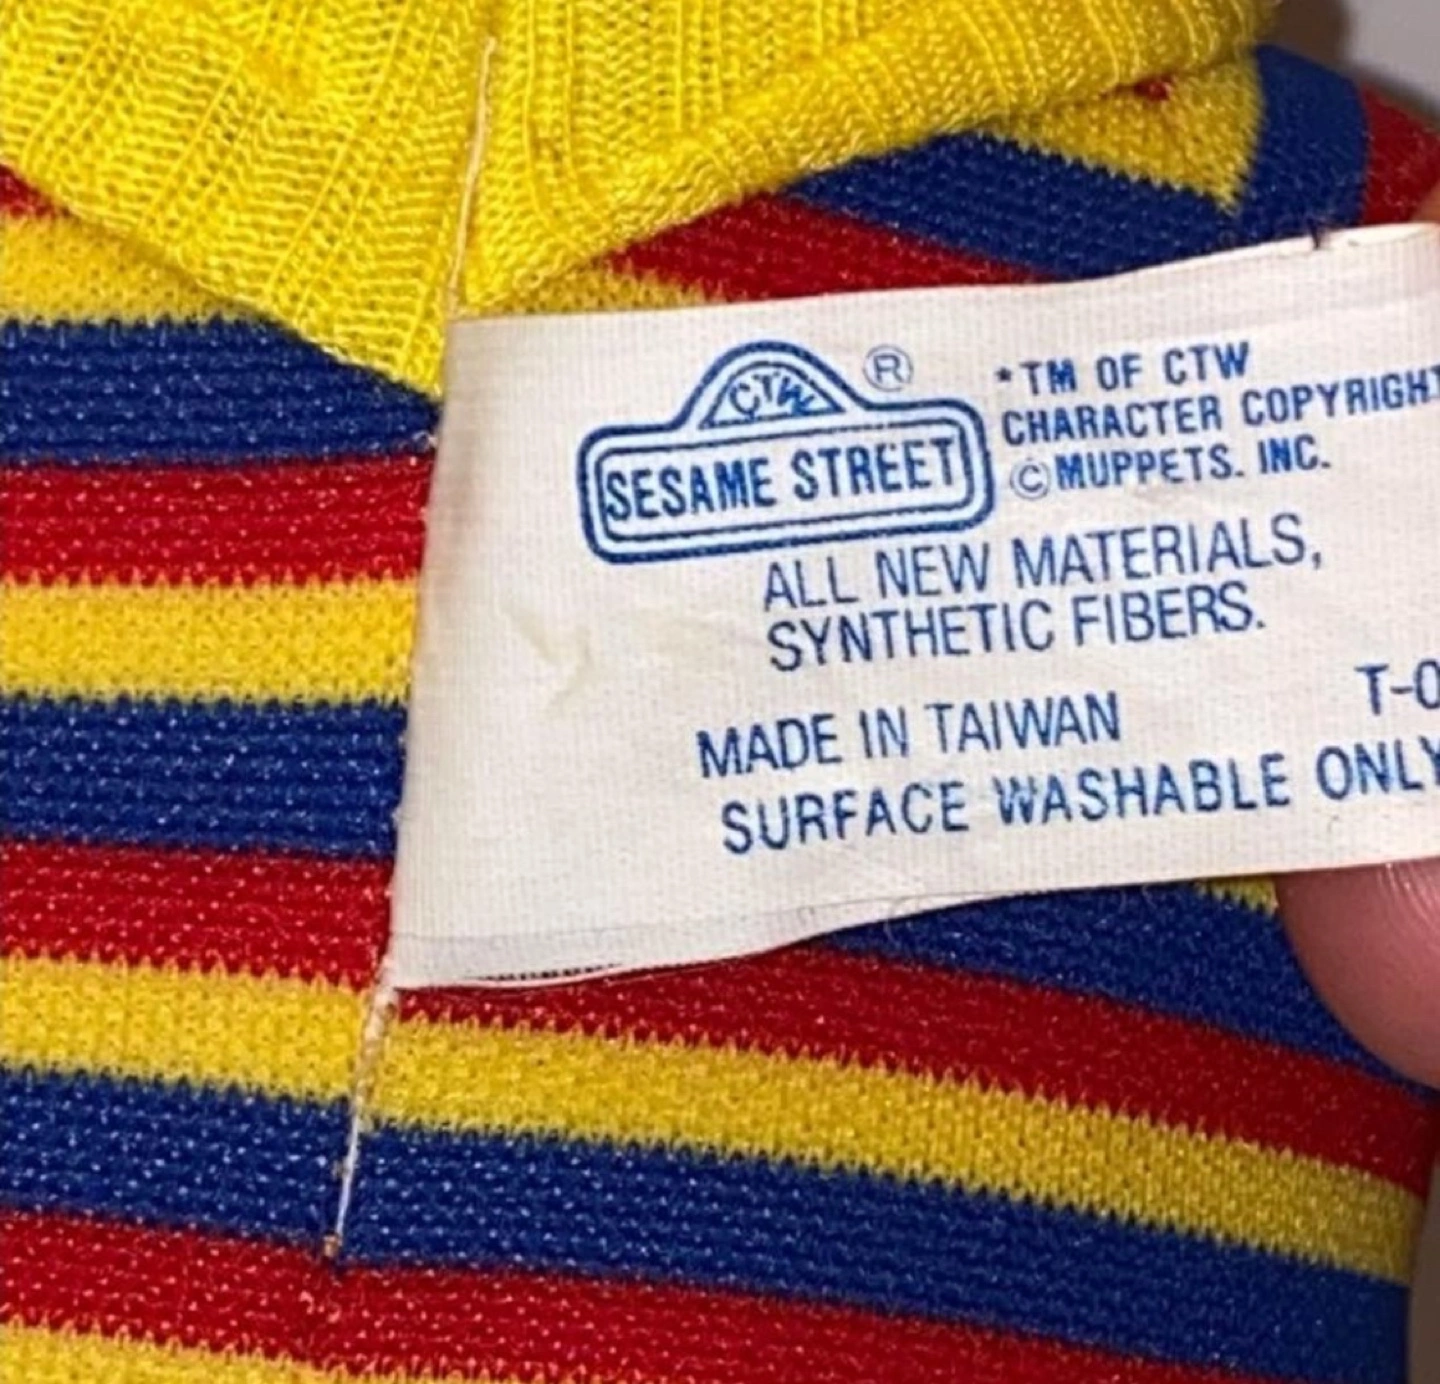 CTW ®
SESAME STREET
*TM OF CTW
CHARACTER COPYRIGHT
©MUPPETS. INC.
ALL NEW MATERIALS,
SYNTHETIC FIBERS.
T-0
MADE IN TAIWAN
SURFACE WASHABLE ONLY